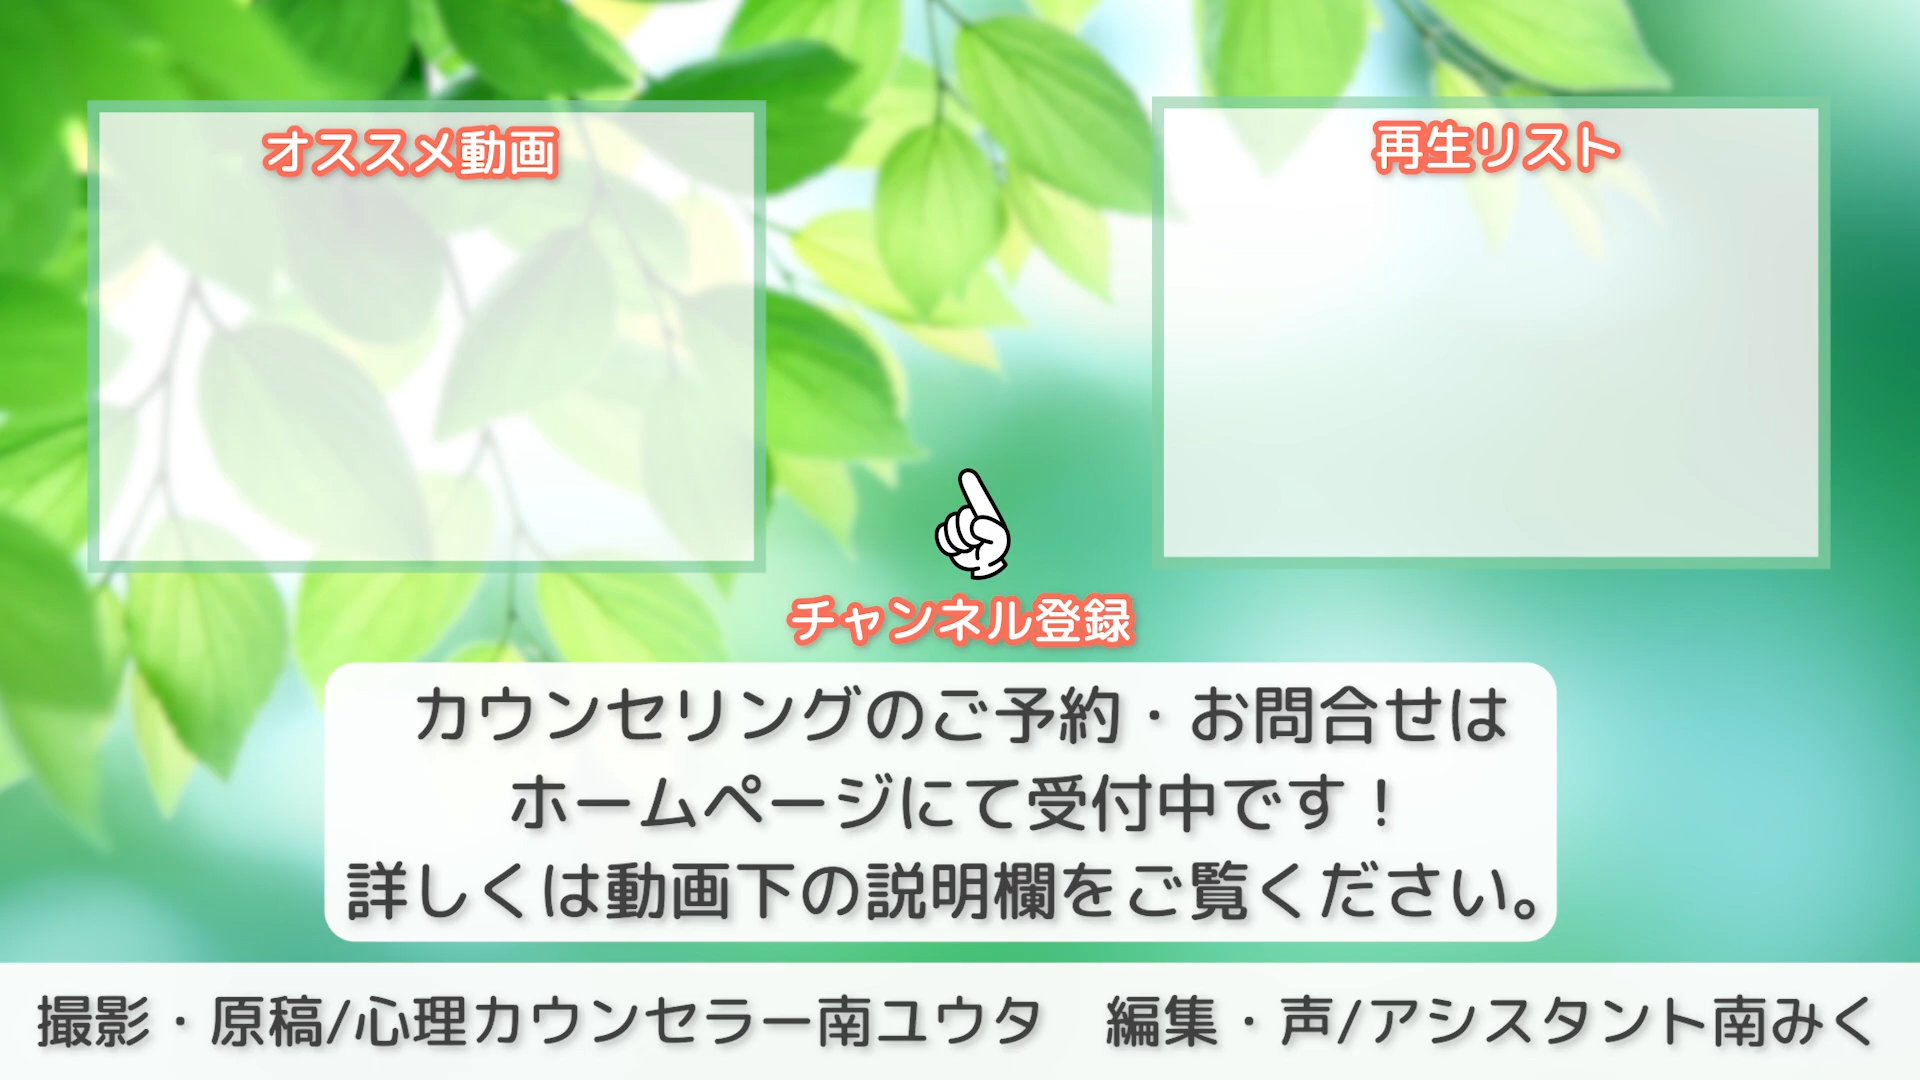 オススメ動画
再生リスト
チャンネル登録
カウンセリングのご予約・お問合せは
ホームページにて受付中です！
詳しくは動画下の説明欄をご覧ください。
撮影・原稿/心理カウンセラー南ユウタ　編集・声/アシスタント南みく